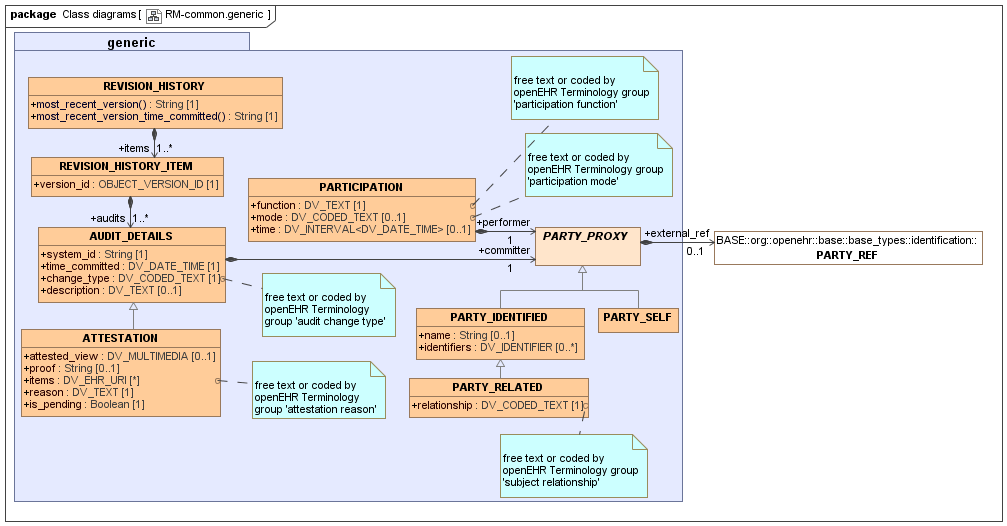 package Class diagrams [ RM-common.generic ]
generic
REVISION_HISTORY
+most_recent_version() : String [1]
+most_recent_version_time_committed() : String [1]
+items 1..*
REVISION_HISTORY_ITEM
+version_id : OBJECT_VERSION_ID [1]
+audits 1..*
AUDIT_DETAILS
+system_id : String [1]
+time_committed : DV_DATE_TIME [1]
+change_type : DV_CODED_TEXT [1]
+description : DV_TEXT [0..1]
ATTESTATION
+attested_view : DV_MULTIMEDIA [0..1]
+proof : String [0..1]
+items : DV_EHR_URI [*]
+reason : DV_TEXT [1]
+is_pending : Boolean [1]
free text or coded by
openEHR Terminology group
'participation function'
free text or coded by
openEHR Terminology group
'participation mode'
PARTICIPATION
+function : DV_TEXT [1]
+mode : DV_CODED_TEXT [0..1]
+time : DV_INTERVAL<DV_DATE_TIME> [0..1]
+performer
1
+committer
1
PARTY_PROXY
+external_ref
0..1
BASE::org::openehr::base::base_types::identification::
PARTY_REF
free text or coded by
openEHR Terminology
group 'audit change type'
PARTY_IDENTIFIED
+name : String [0..1]
+identifiers : DV_IDENTIFIER [0..*]
PARTY_SELF
free text or coded by
openEHR Terminology
group 'attestation reason'
PARTY_RELATED
+relationship : DV_CODED_TEXT [1]
free text or coded by
openEHR Terminology group
'subject relationship'